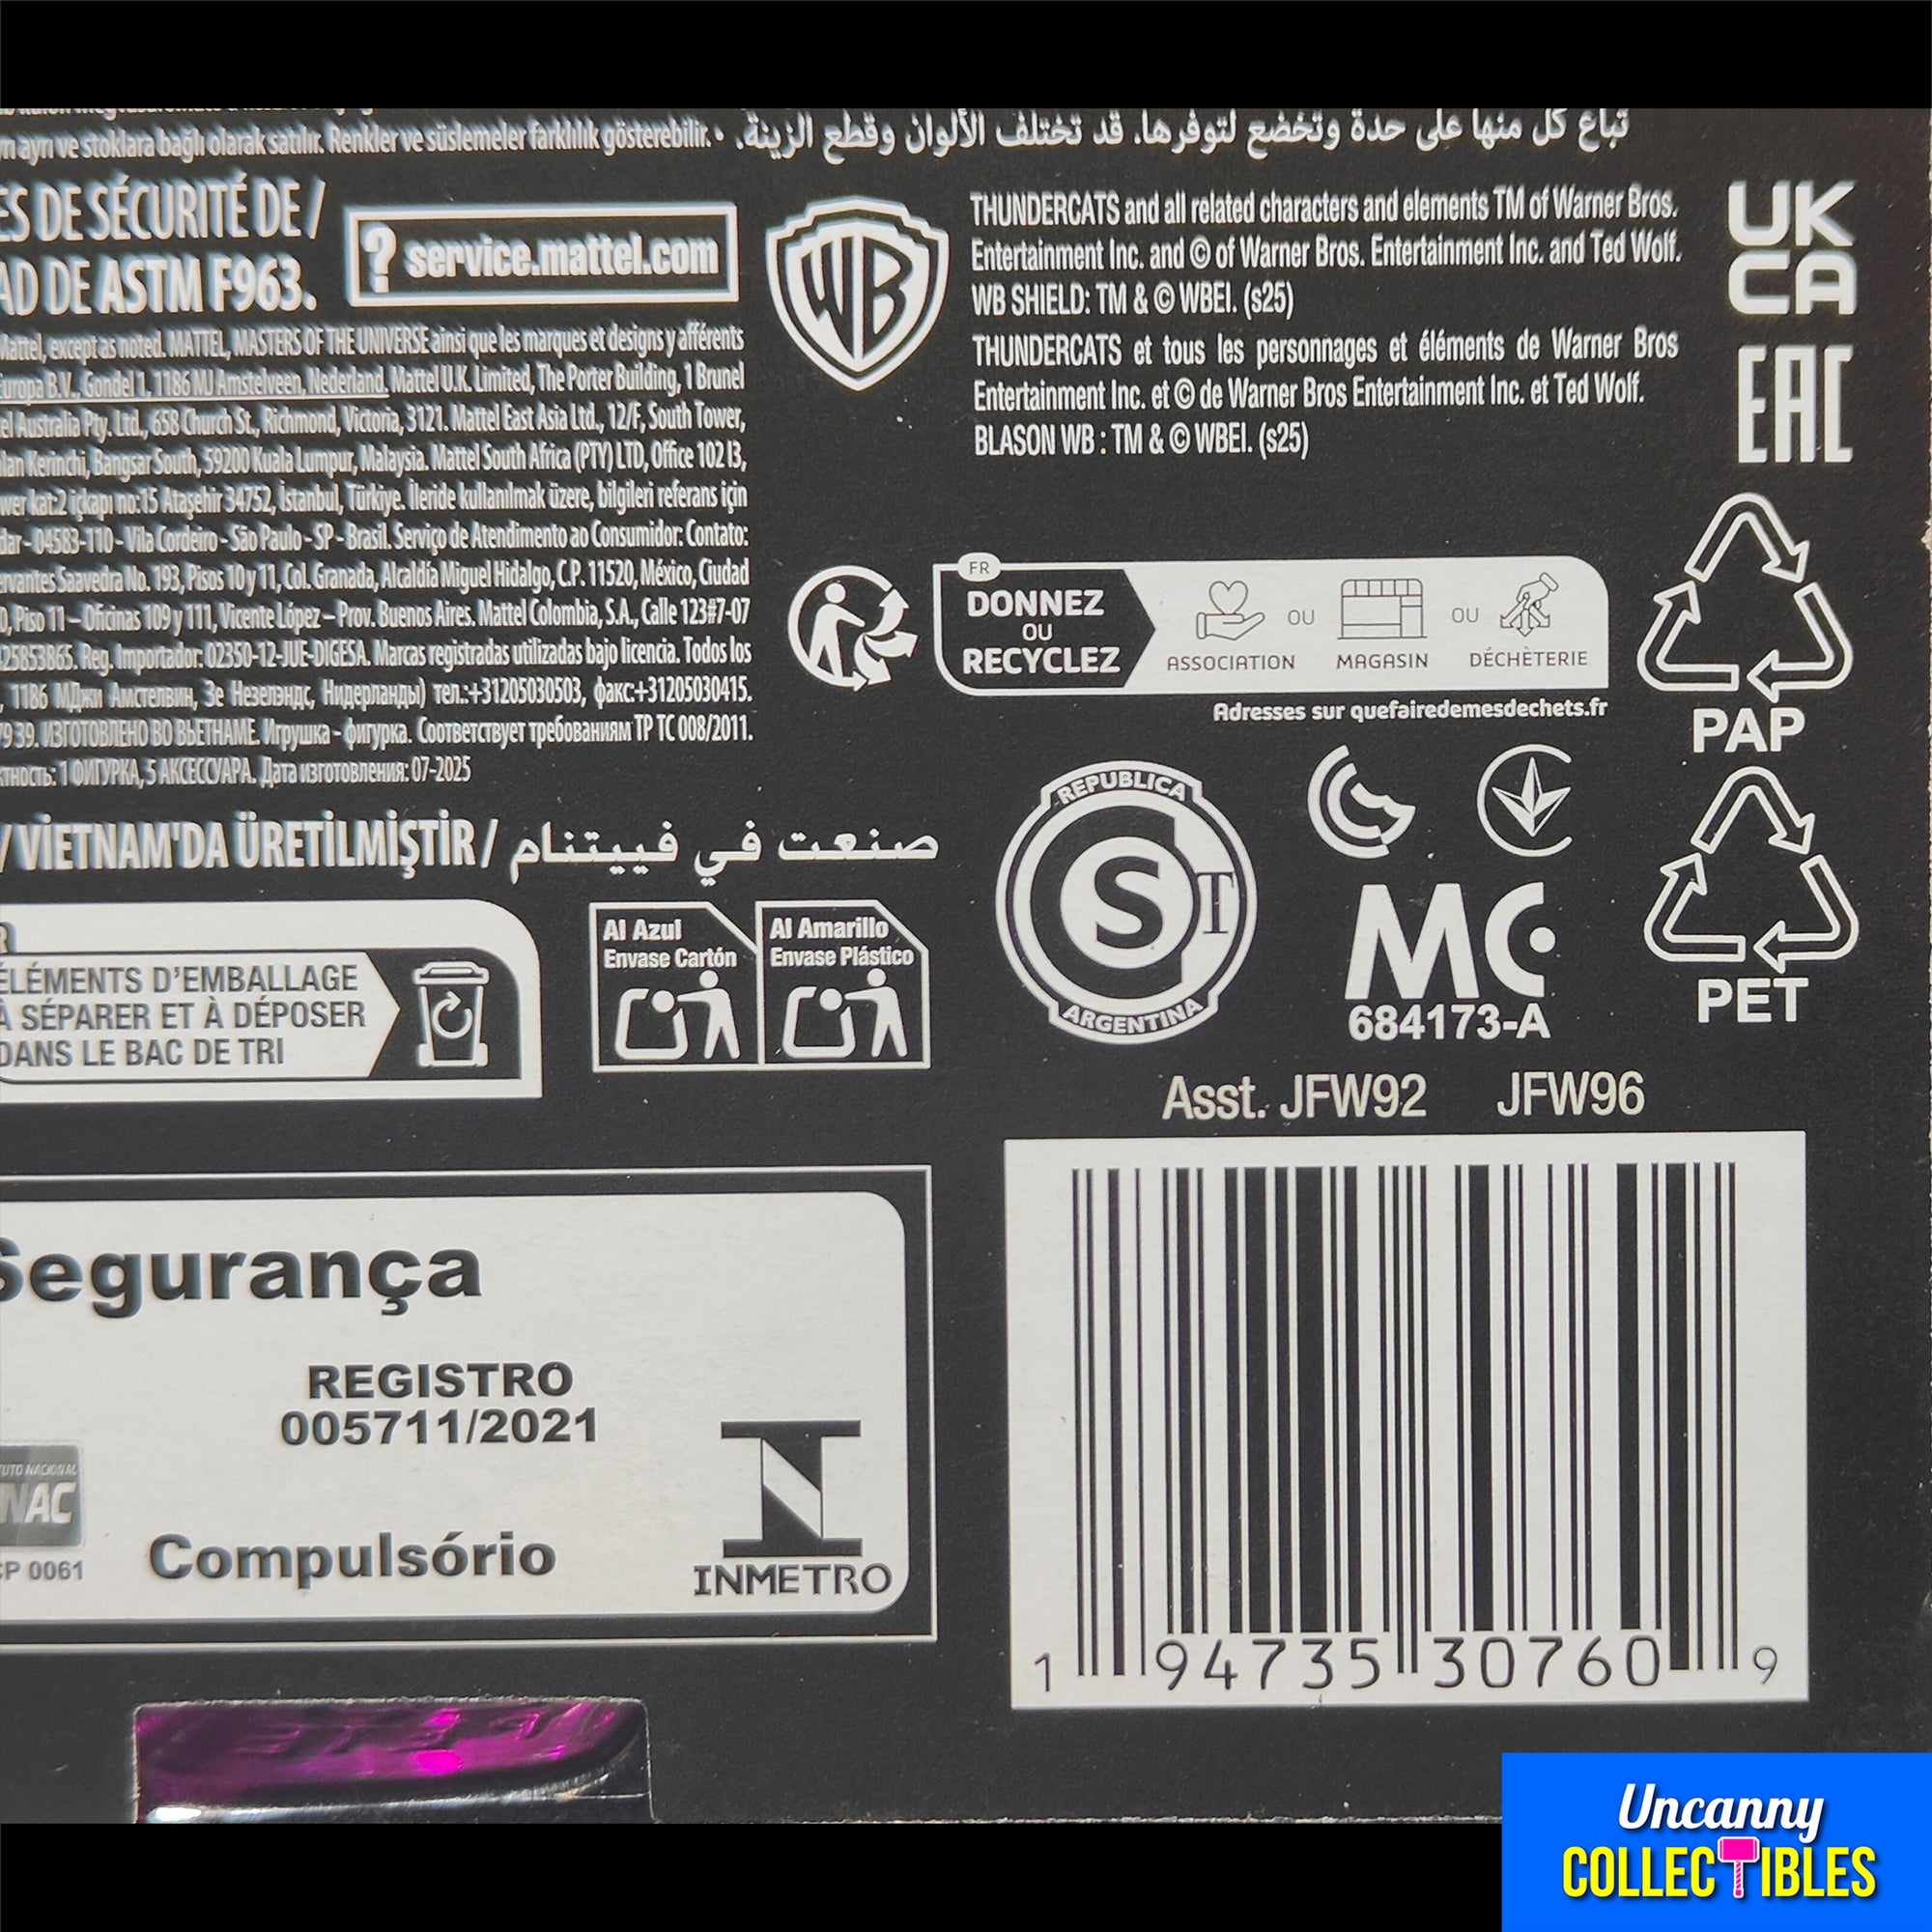 yrı ayrı ve stoklara bağlı olarak satılır. Renkler ve süslemeler farklılık gösterebilir. •
تباع كل منها على حدة وتخضع لتوفرها. قد تختلف الألوان وقطع الزينة.
ES DE SÉCURITÉ DE /
AD DE ASTM F963.
? service.mattel.com
WB
THUNDERCATS and all related characters and elements TM of Warner Bros.
Entertainment Inc. and © of Warner Bros. Entertainment Inc. and Ted Wolf.
WB SHIELD: TM & © WBEI. (s25)
THUNDERCATS et tous les personnages et éléments de Warner Bros
Entertainment Inc. et © de Warner Bros Entertainment Inc. et Ted Wolf.
BLASON WB : TM & © WBEI. (s25)
UK
CA
EAC
Mattel, except as noted. MATTEL, MASTERS OF THE UNIVERSE ainsi que les marques et designs y afférents
Europa B.V., Gondel 1, 1186 MJ Amstelveen, Nederland. Mattel U.K. Limited, The Porter Building, 1 Brunel
el Australia Pty. Ltd., 658 Church St., Richmond, Victoria, 3121. Mattel East Asia Ltd., 12/F, South Tower,
lan Kerinchi, Bangsar South, 59200 Kuala Lumpur, Malaysia. Mattel South Africa (PTY) LTD, Office 102 I3,
wer kat:2 içkapı no:15 Ataşehir 34752, İstanbul, Türkiye. İleride kullanılmak üzere, bilgileri referans için
dar - 04583-110 - Vila Cordeiro - São Paulo - SP - Brasil. Serviço de Atendimento ao Consumidor: Contato:
ervantes Saavedra No. 193, Pisos 10 y 11, Col. Granada, Alcaldía Miguel Hidalgo, C.P. 11520, México, Ciudad
0, Piso 11 – Oficinas 109 y 111, Vicente López – Prov. Buenos Aires. Mattel Colombia, S.A., Calle 123#7-07
25853865. Reg. Importador: 02350-12-JUE-DIGESA. Marcas registradas utilizadas bajo licencia. Todos los
, 1186 МДжи Амстелвин, Зе Незелэндс, Нидерланды) тел.:+31205030503, факс:+31205030415.
79 39. ИЗГОТОВЛЕНО ВО ВЬЕТНАМЕ. Игрушка - фигурка. Соответствует требованиям ТР ТС 008/2011.
ктность: 1 ФИГУРКА, 5 АКСЕССУАРА. Дата изготовления: 07-2025
FR
DONNEZ
OU
RECYCLEZ
ASSOCIATION OU MAGASIN OU DÉCHÈTERIE
Adresses sur quefairedemesdechets.fr
PAP
/ VİETNAM'DA ÜRETİLMİŞTİR / صنعت في فييتنام
REPUBLICA
S T
ARGENTINA
MC
684173-A
PET
R
ÉLÉMENTS D'EMBALLAGE
À SÉPARER ET À DÉPOSER
DANS LE BAC DE TRI
Al Azul
Envase Cartón
Al Amarillo
Envase Plástico
Asst. JFW92 JFW96
Segurança
REGISTRO
005711/2021
TUTO NACIONAL
NAC
CP 0061
Compulsório
INMETRO
1 94735 30760 9
Uncanny
COLLECTIBLES